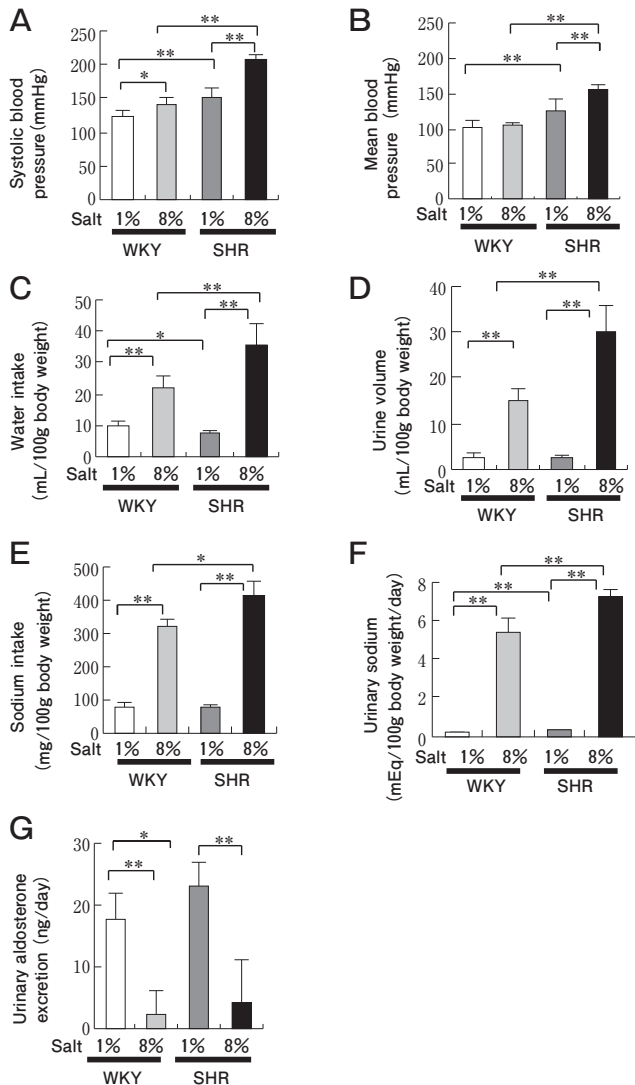 A
Systolic blood
pressure (mmHg)
250
200
150
100
50
0
**
**
**
*
Salt 1% 8% 1% 8%
WKY SHR
B
Mean blood
pressure (mmHg)
250
200
150
100
50
0
**
**
**
Salt 1% 8% 1% 8%
WKY SHR
C
Water intake
(mL/100g body weight)
50
40
30
20
10
0
**
**
*
**
Salt 1% 8% 1% 8%
WKY SHR
D
Urine volume
(mL/100g body weight)
40
30
20
10
0
**
**
**
Salt 1% 8% 1% 8%
WKY SHR
E
Sodium intake
(mg/100g body weight)
500
400
300
200
100
0
*
**
**
Salt 1% 8% 1% 8%
WKY SHR
F
Urinary sodium
(mEq/100g body weight/day)
8
6
4
2
0
**
**
**
**
Salt 1% 8% 1% 8%
WKY SHR
G
Urinary aldosterone
excretion (ng/day)
30
20
10
0
*
**
**
Salt 1% 8% 1% 8%
WKY SHR